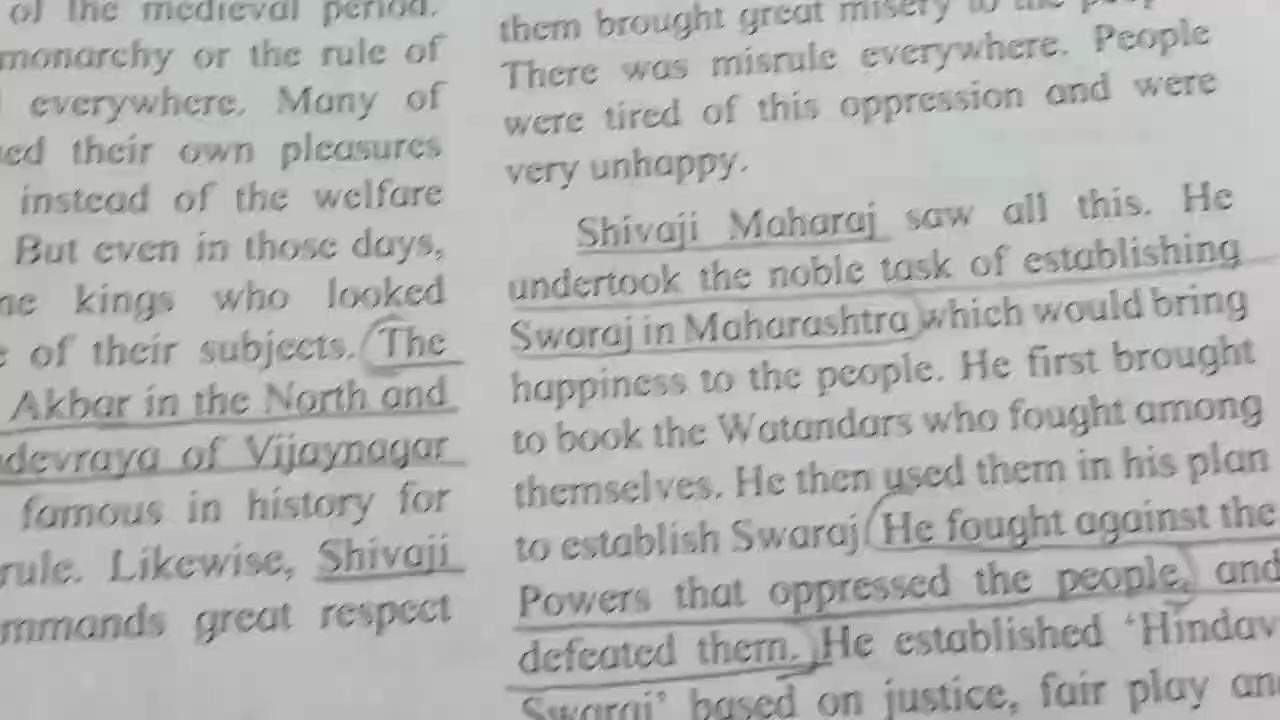 of the medieval period.
monarchy or the rule of
everywhere. Many of
ed their own pleasures
instead of the welfare
But even in those days,
kings who looked
of their subjects. The
Akbar in the North and
devraya of Vijaynagar
famous in history for
rule. Likewise, Shivaji
mmands great respect
them brought great misery to the
There was misrule everywhere. People
were tired of this oppression and were
very unhappy.
Shivaji Maharaj saw all this. He
undertook the noble task of establishing
Swaraj in Maharashtra which would bring
happiness to the people. He first brought
to book the Watandars who fought among
themselves. He then used them in his plan
to establish Swaraj He fought against the
Powers that oppressed the people, and
defeated them. He established ‘Hindav
Swaraj’ based on justice, fair play an